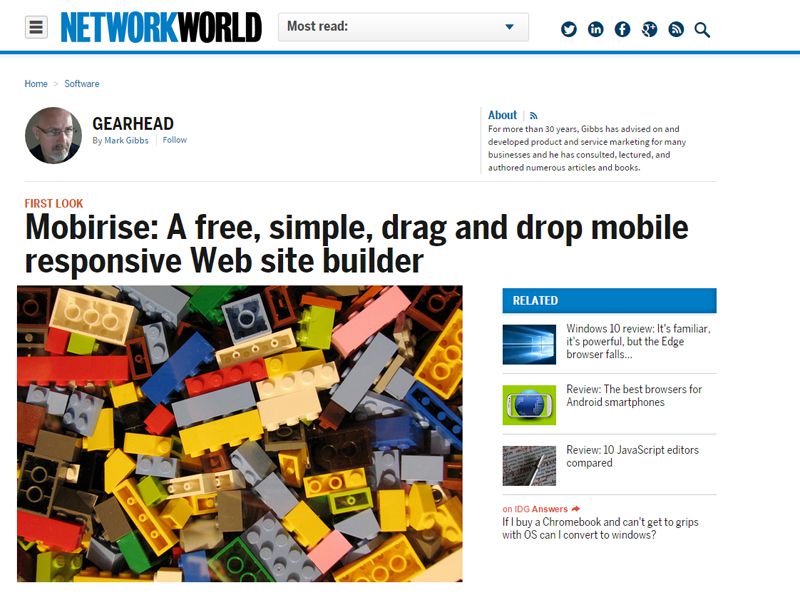 NETWORKWORLD
Most read:
Home > Software
GEARHEAD
By Mark Gibbs | Follow
About
For more than 30 years, Gibbs has advised on and
developed product and service marketing for many
businesses and he has consulted, lectured, and
authored numerous articles and books.
FIRST LOOK
Mobirise: A free, simple, drag and drop mobile
responsive Web site builder
RELATED
Windows 10 review: It's familiar,
it's powerful, but the Edge
browser falls...
Review: The best browsers for
Android smartphones
Review: 10 JavaScript editors
compared
on IDG Answers
If I buy a Chromebook and can't get to grips
with OS can I convert to windows?